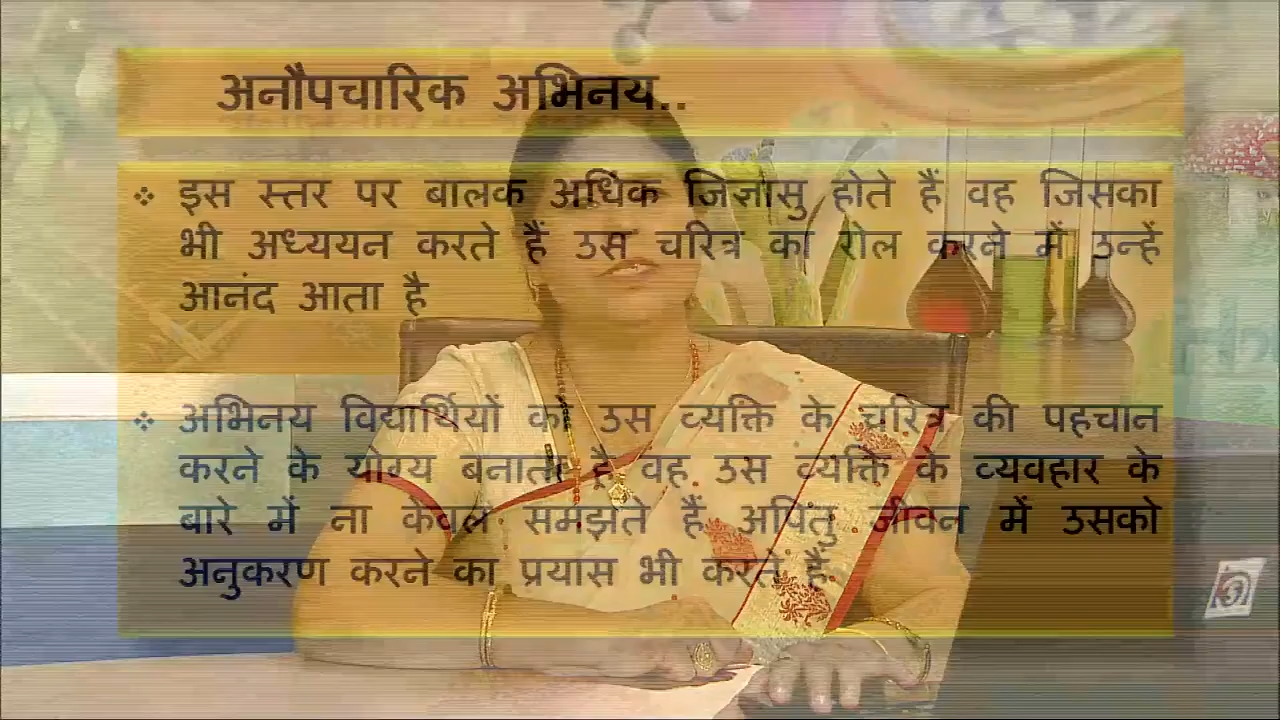 अनौपचारिक अभिनय..
❖ इस स्तर पर बालक अधिक जिज्ञासु होते हैं वह जिसका
भी अध्ययन करते हैं उस चरित्र का रोल करने में उन्हें
आनंद आता है
❖ अभिनय विद्यार्थियों को उस व्यक्ति के चरित्र की पहचान
करने के योग्य बनाता है वह उस व्यक्ति के व्यवहार के
बारे में ना केवल समझते हैं अपितु जीवन में उसको
अनुकरण करने का प्रयास भी करते हैं